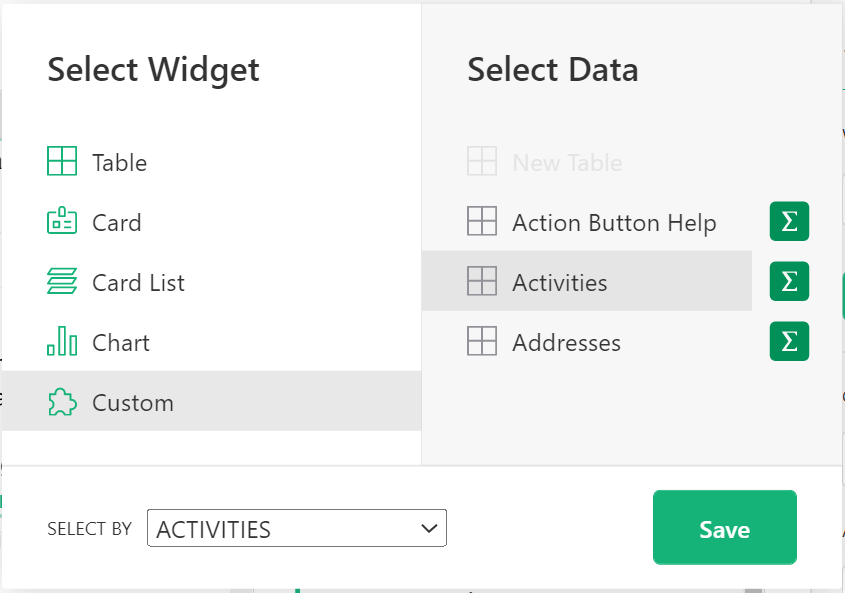 Select Widget
Table
Card
Card List
Chart
Custom
Select Data
New Table
Action Button Help
Σ
Activities
Σ
Addresses
Σ
SELECT BY ACTIVITIES
Save